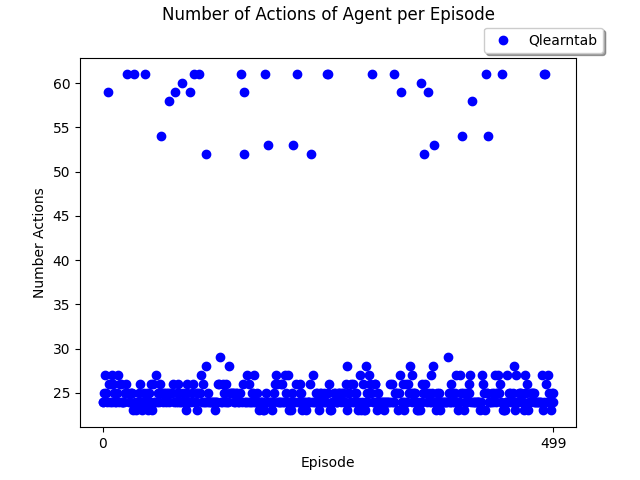 Number of Actions of Agent per Episode
Qlearntab
60
55
50
45
40
35
30
25
Number Actions
0
499
Episode